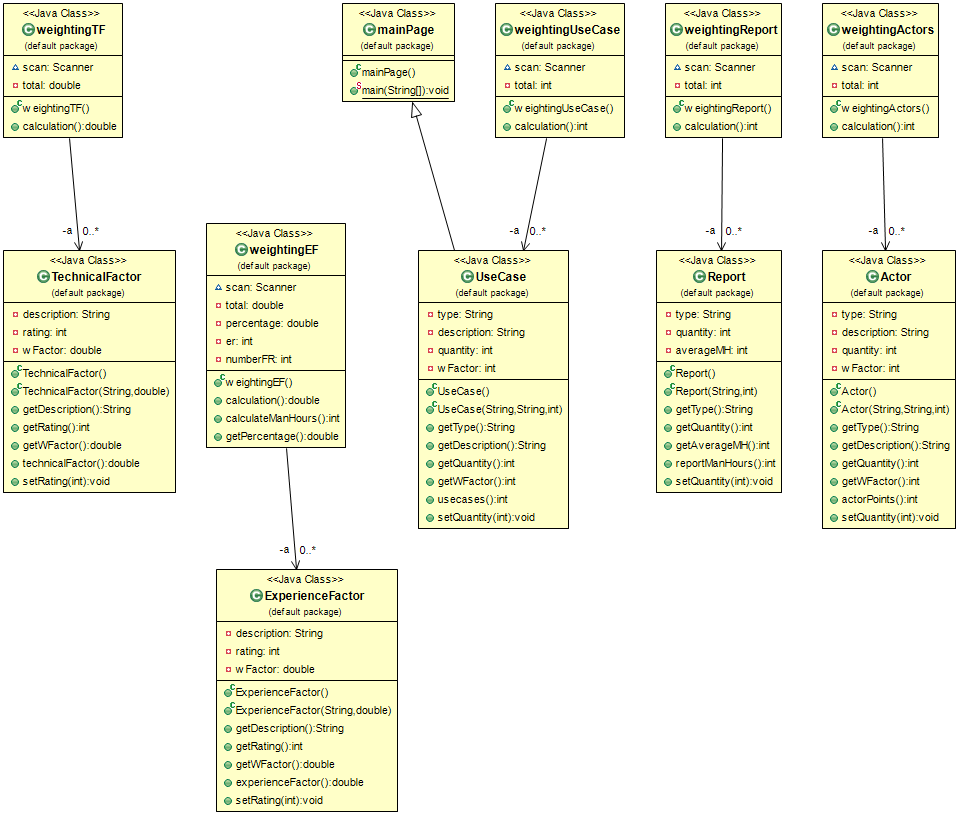 <<Java Class>>
weightingTF
(default package)
scan: Scanner
total: double
weightingTF()
calculation():double
<<Java Class>>
mainPage
(default package)
mainPage()
main(String[]):void
<<Java Class>>
weightingUseCase
(default package)
scan: Scanner
total: int
weightingUseCase()
calculation():int
<<Java Class>>
weightingReport
(default package)
scan: Scanner
total: int
weightingReport()
calculation():int
<<Java Class>>
weightingActors
(default package)
scan: Scanner
total: int
weightingActors()
calculation():int
-a 0..*
-a 0..*
-a 0..*
-a 0..*
<<Java Class>>
TechnicalFactor
(default package)
description: String
rating: int
wFactor: double
TechnicalFactor()
TechnicalFactor(String,double)
getDescription():String
getRating():int
getWFactor():double
technicalFactor():double
setRating(int):void
<<Java Class>>
weightingEF
(default package)
scan: Scanner
total: double
percentage: double
er: int
numberFR: int
weightingEF()
calculation():double
calculateManHours():int
getPercentage():double
<<Java Class>>
UseCase
(default package)
type: String
description: String
quantity: int
wFactor: int
UseCase()
UseCase(String,String,int)
getType():String
getDescription():String
getQuantity():int
getWFactor():int
usecases():int
setQuantity(int):void
<<Java Class>>
Report
(default package)
type: String
quantity: int
averageMH: int
Report()
Report(String,int)
getType():String
getQuantity():int
getAverageMH():int
reportManHours():int
setQuantity(int):void
<<Java Class>>
Actor
(default package)
type: String
description: String
quantity: int
wFactor: int
Actor()
Actor(String,String,int)
getType():String
getDescription():String
getQuantity():int
getWFactor():int
actorPoints():int
setQuantity(int):void
-a 0..*
<<Java Class>>
ExperienceFactor
(default package)
description: String
rating: int
wFactor: double
ExperienceFactor()
ExperienceFactor(String,double)
getDescription():String
getRating():int
getWFactor():double
experienceFactor():double
setRating(int):void